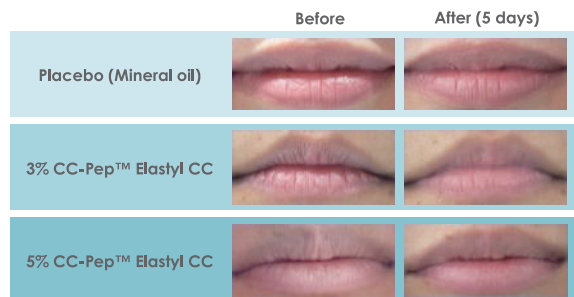 Before After (5 days)
Placebo (Mineral oil)
3% CC-Pep™ Elastyl CC
5% CC-Pep™ Elastyl CC